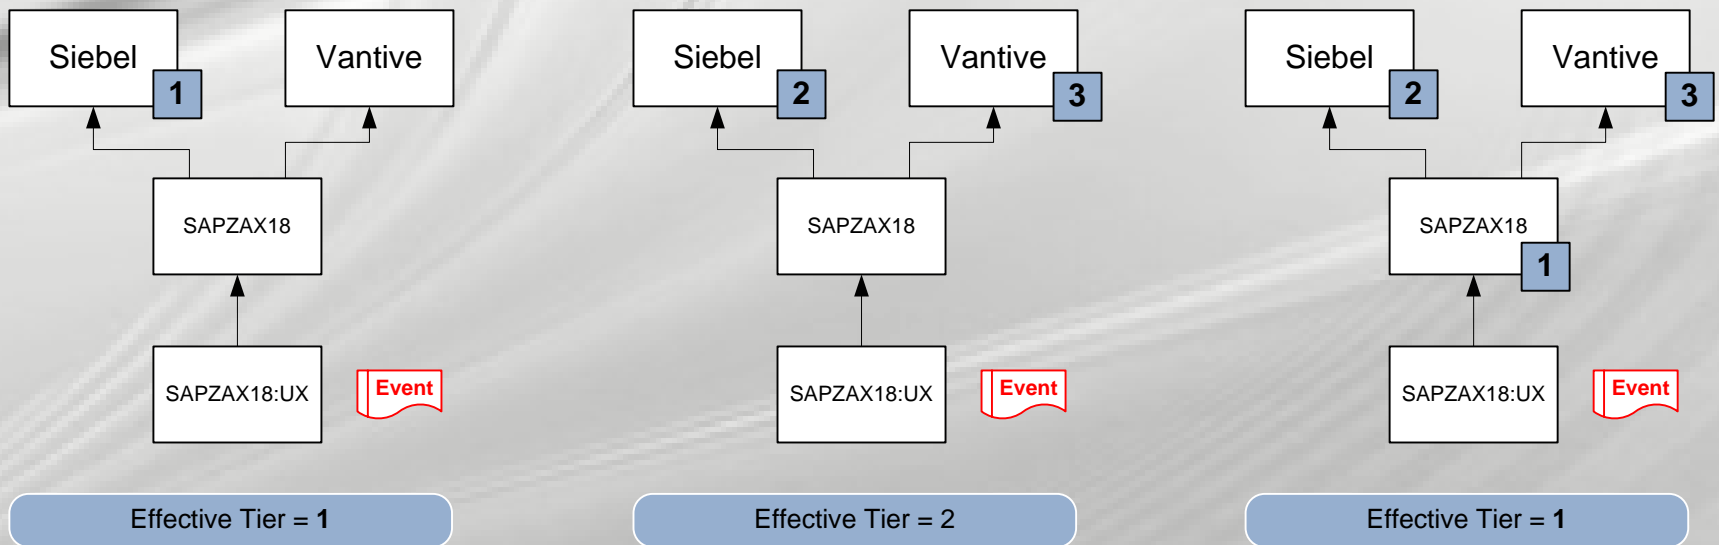 Siebel
1
Vantive
SAPZAX18
SAPZAX18:UX
Event
Effective Tier = 1
Siebel
2
Vantive
3
SAPZAX18
SAPZAX18:UX
Event
Effective Tier = 2
Siebel
2
Vantive
3
SAPZAX18
1
SAPZAX18:UX
Event
Effective Tier = 1